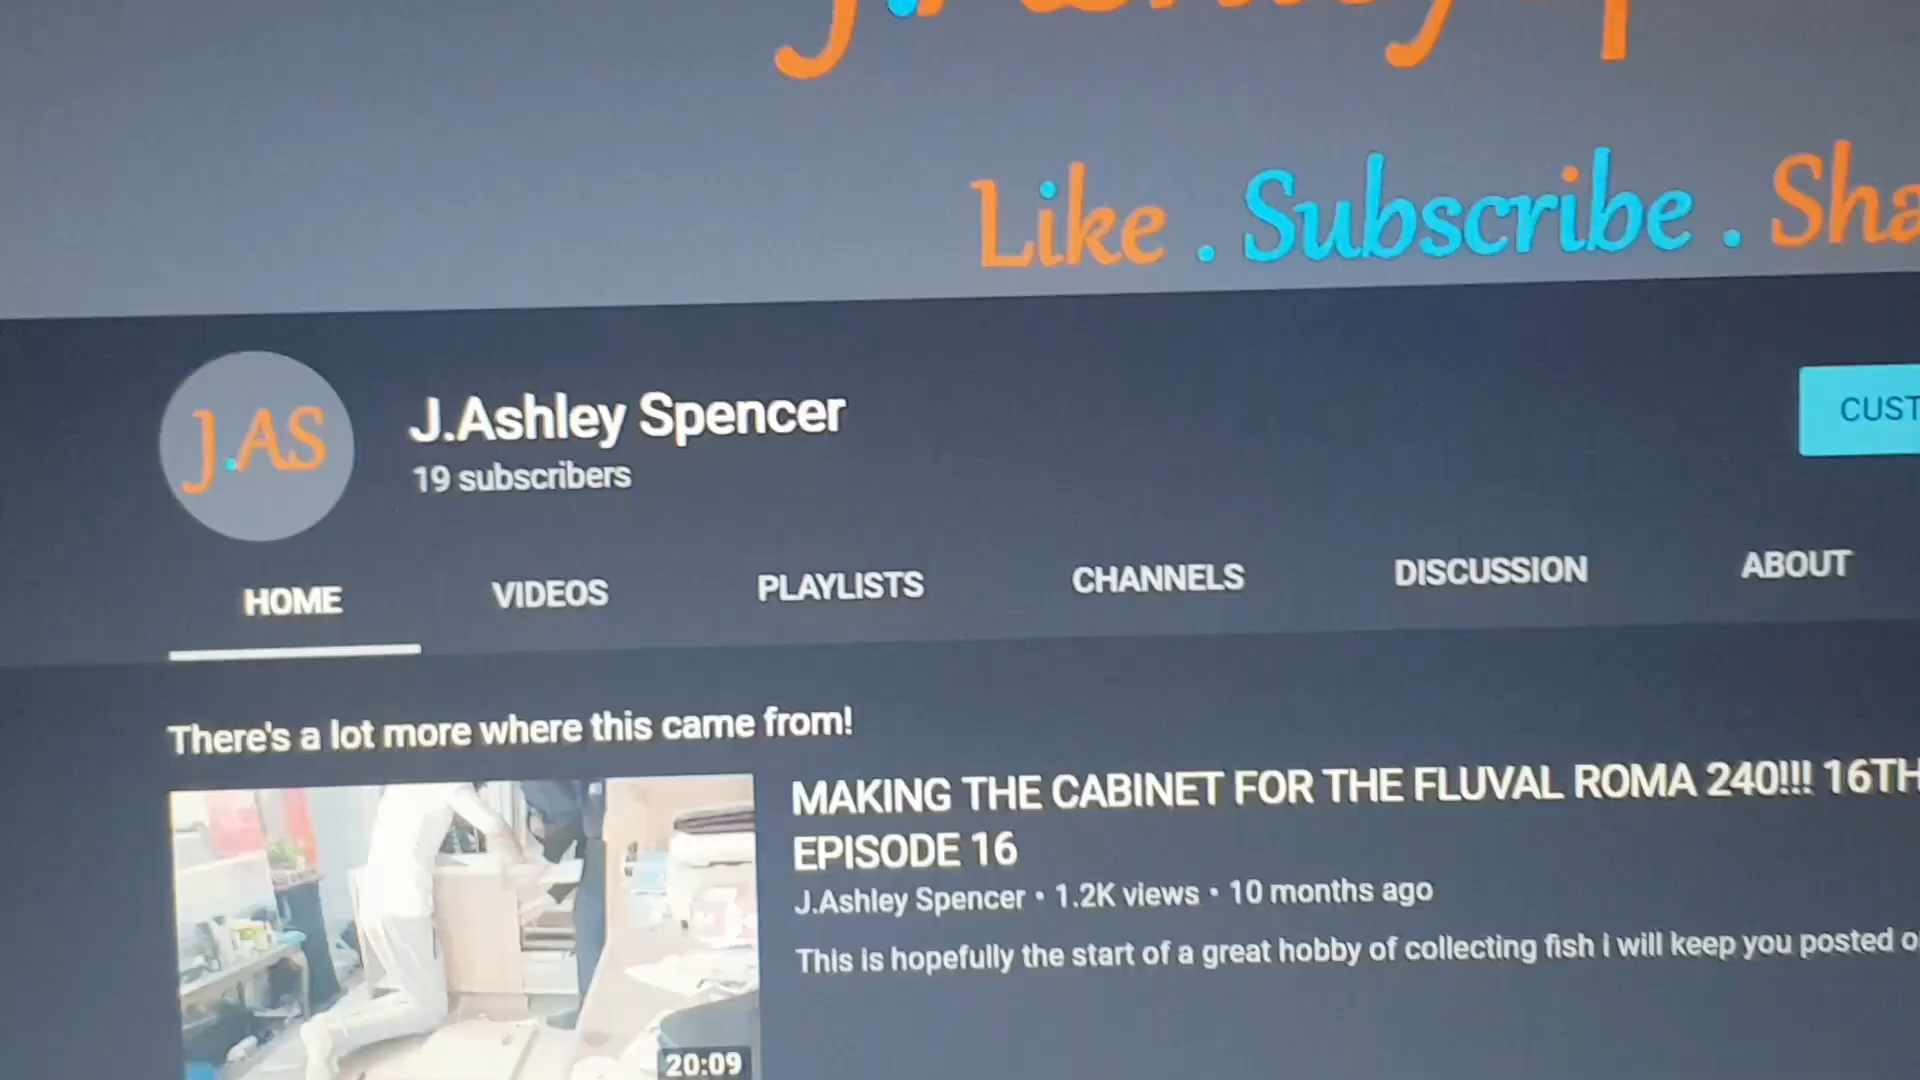 Like . Subscribe .
J.AS
J.Ashley Spencer
19 subscribers
HOME VIDEOS PLAYLISTS CHANNELS DISCUSSION ABOUT
There's a lot more where this came from!
MAKING THE CABINET FOR THE FLUVAL ROMA 240!!! 16TH
EPISODE 16
J.Ashley Spencer • 1.2K views • 10 months ago
This is hopefully the start of a great hobby of collecting fish i will keep you posted
20:09